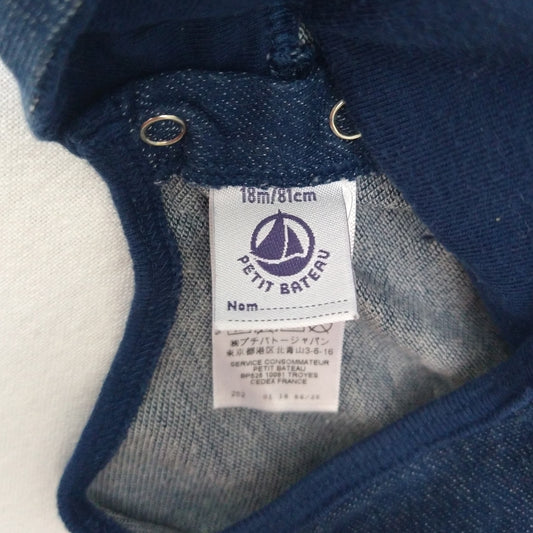 18m/81cm
PETIT BATEAU
Nom
㈱プチバトージャパン
東京都港区北青山3-6-16
SERVICE CONSOMMATEUR
PETIT BATEAU
BP525 10081 TROYES
CEDEX FRANCE
202